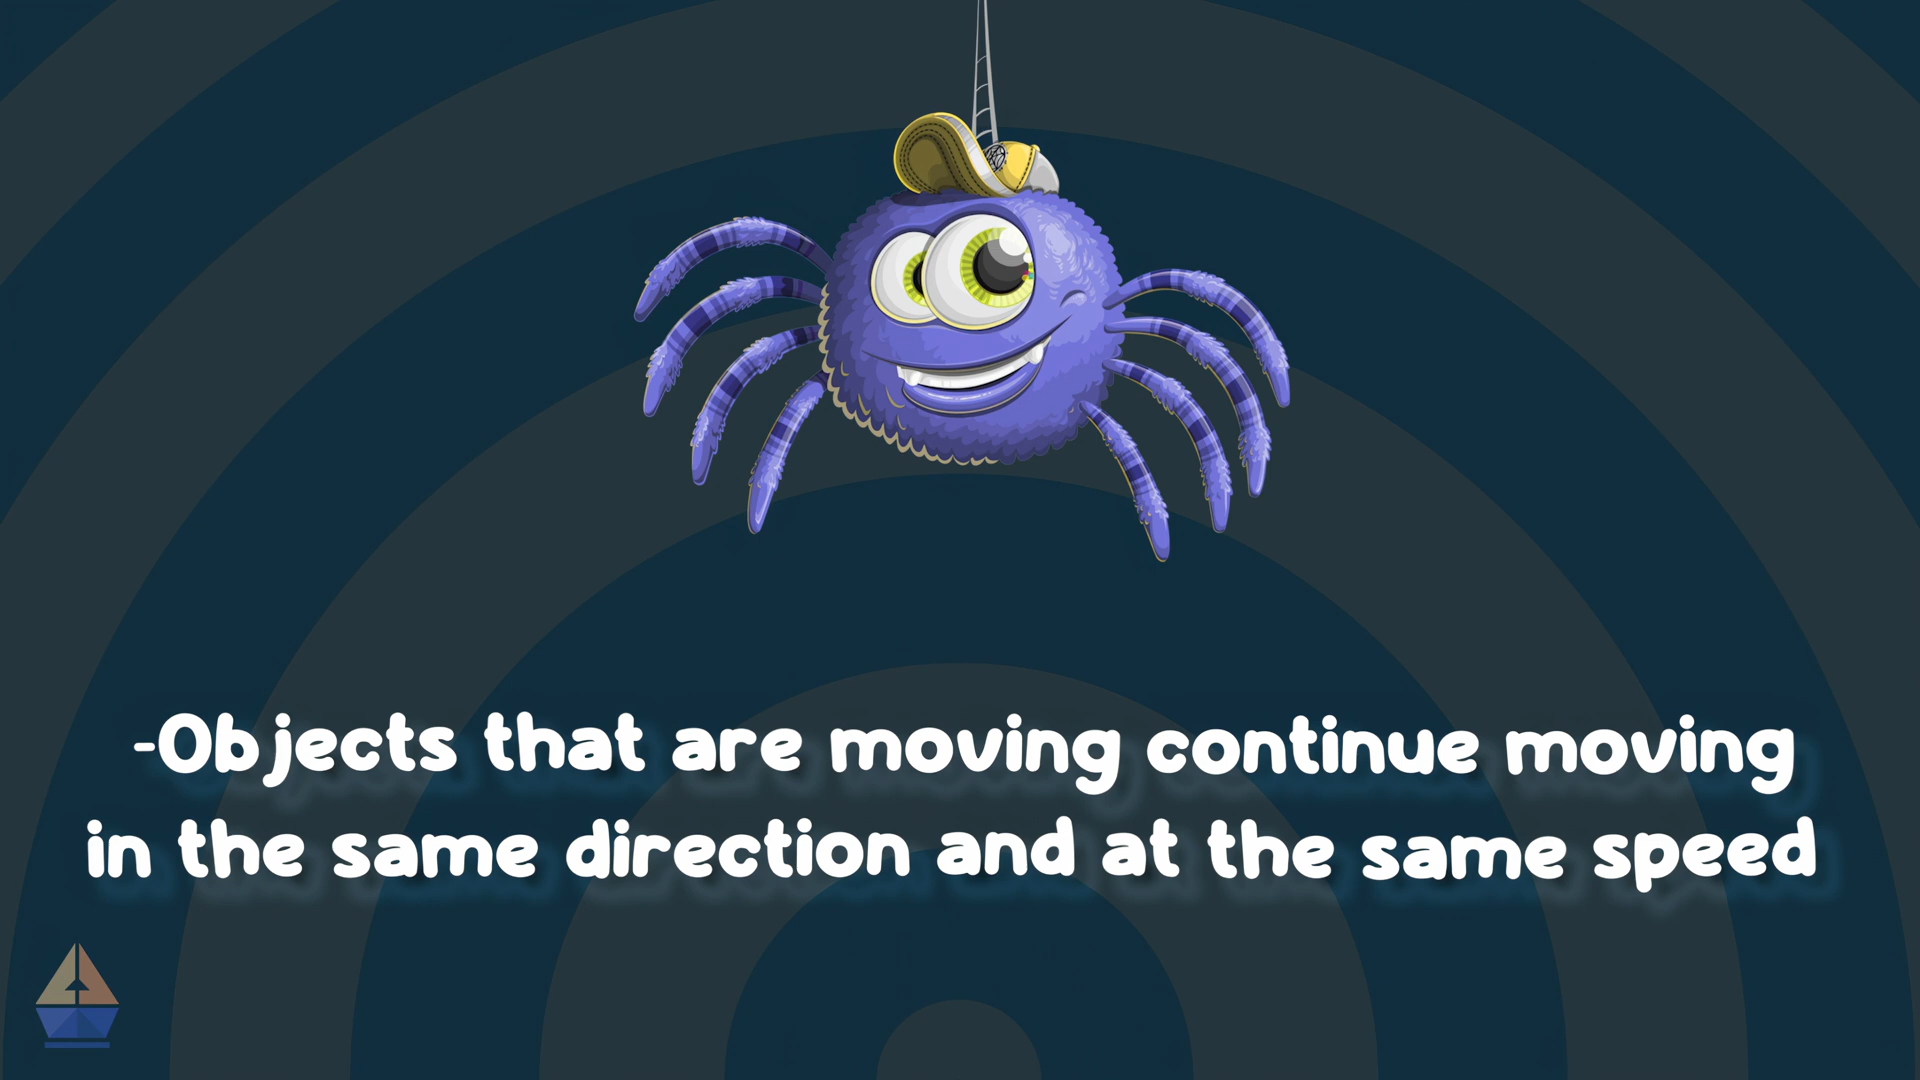 -Objects that are moving continue moving
in the same direction and at the same speed